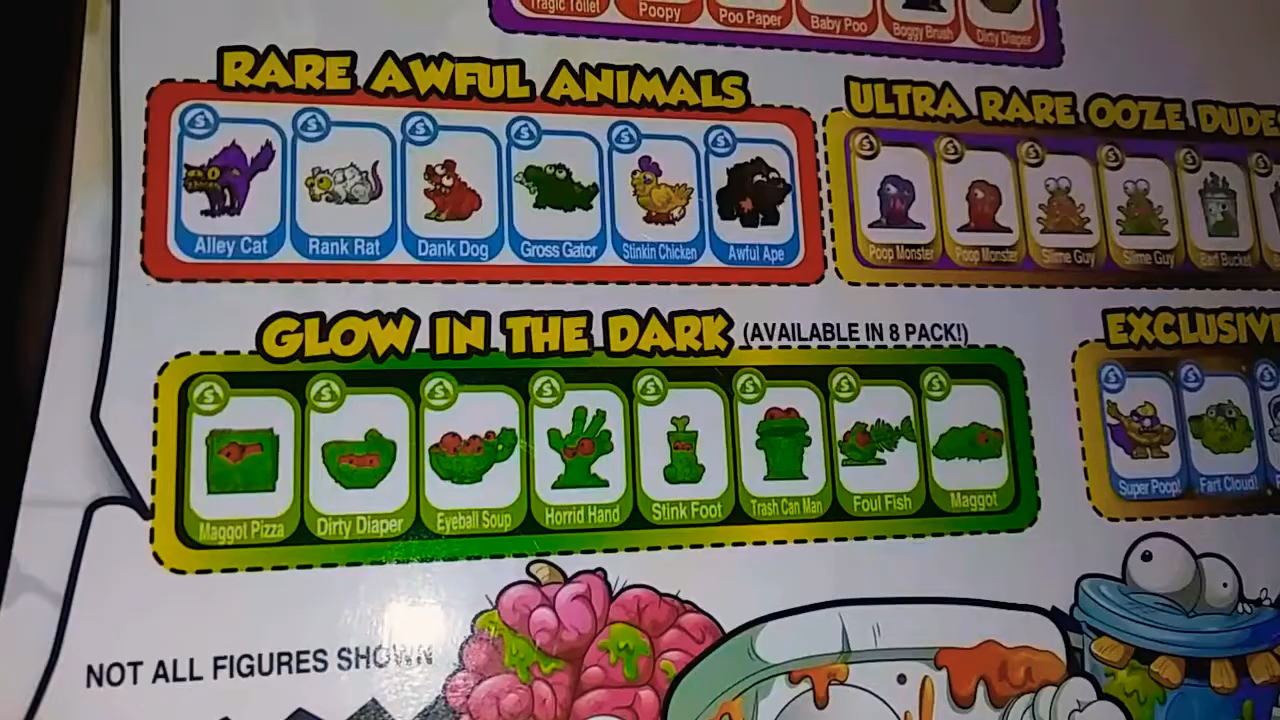 Tragic Toilet
Poopy
Poo Paper
Baby Poo
Boggy Brush
Dirty Diaper
RARE AWFUL ANIMALS
S S S S S S
Alley Cat
Rank Rat
Dank Dog
Gross Gator
Stinkin Chicken
Awful Ape
ULTRA RARE OOZE DUDE
S S S S S
Poop Monster
Poop Monster
Slime Guy
Slime Guy
Barf Bucket
GLOW IN THE DARK (AVAILABLE IN 8 PACK!)
S S S S S S S S
Maggot Pizza
Dirty Diaper
Eyeball Soup
Horrid Hand
Stink Foot
Trash Can Man
Foul Fish
Maggot
EXCLUSIV
S S S
Super Poop!
Fart Cloud!
NOT ALL FIGURES SHOWN